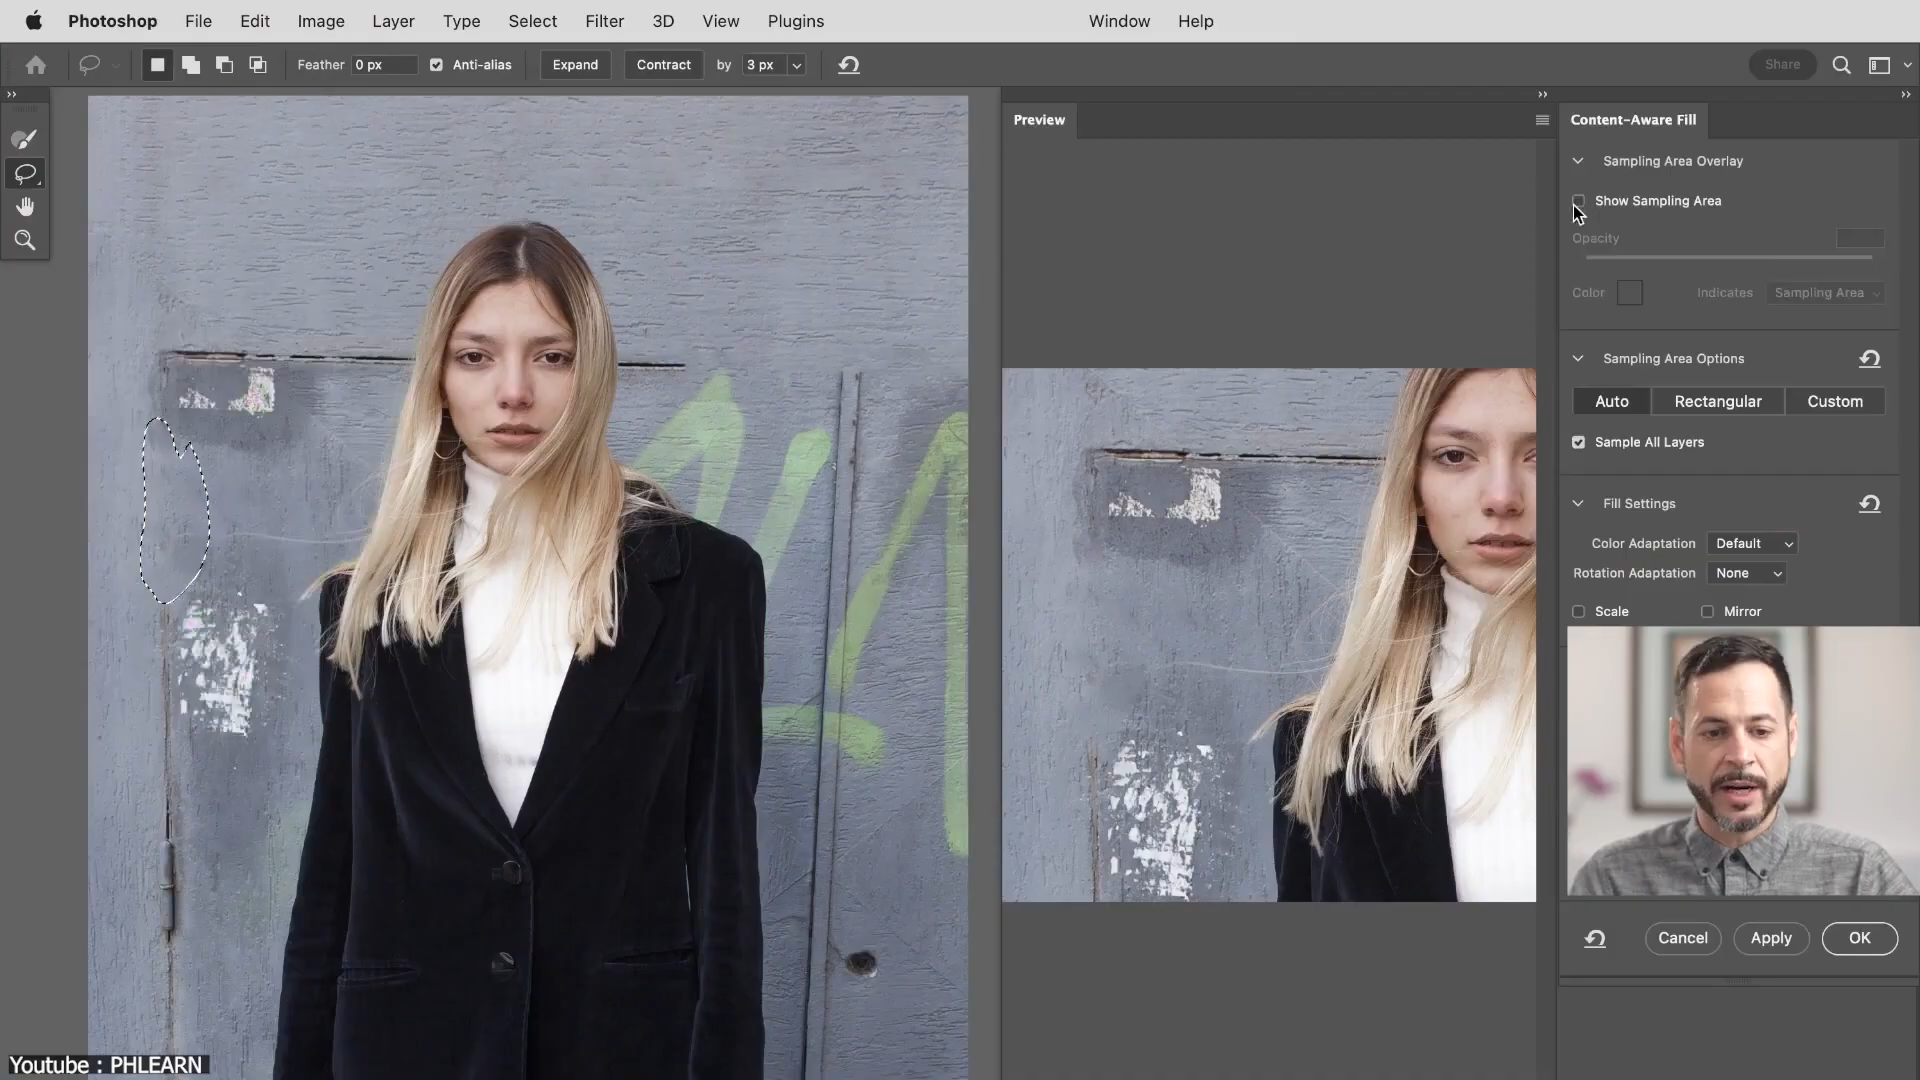 Photoshop File Edit Image Layer Type Select Filter 3D View Plugins Window Help
Feather 0 px Anti-alias Expand Contract by 3 px Share
Preview
Content-Aware Fill
Sampling Area Overlay
Show Sampling Area
Opacity
Color Indicates Sampling Area
Sampling Area Options
Auto Rectangular Custom
Sample All Layers
Fill Settings
Color Adaptation Default
Rotation Adaptation None
Scale Mirror
Cancel Apply OK
Youtube : PHLEARN